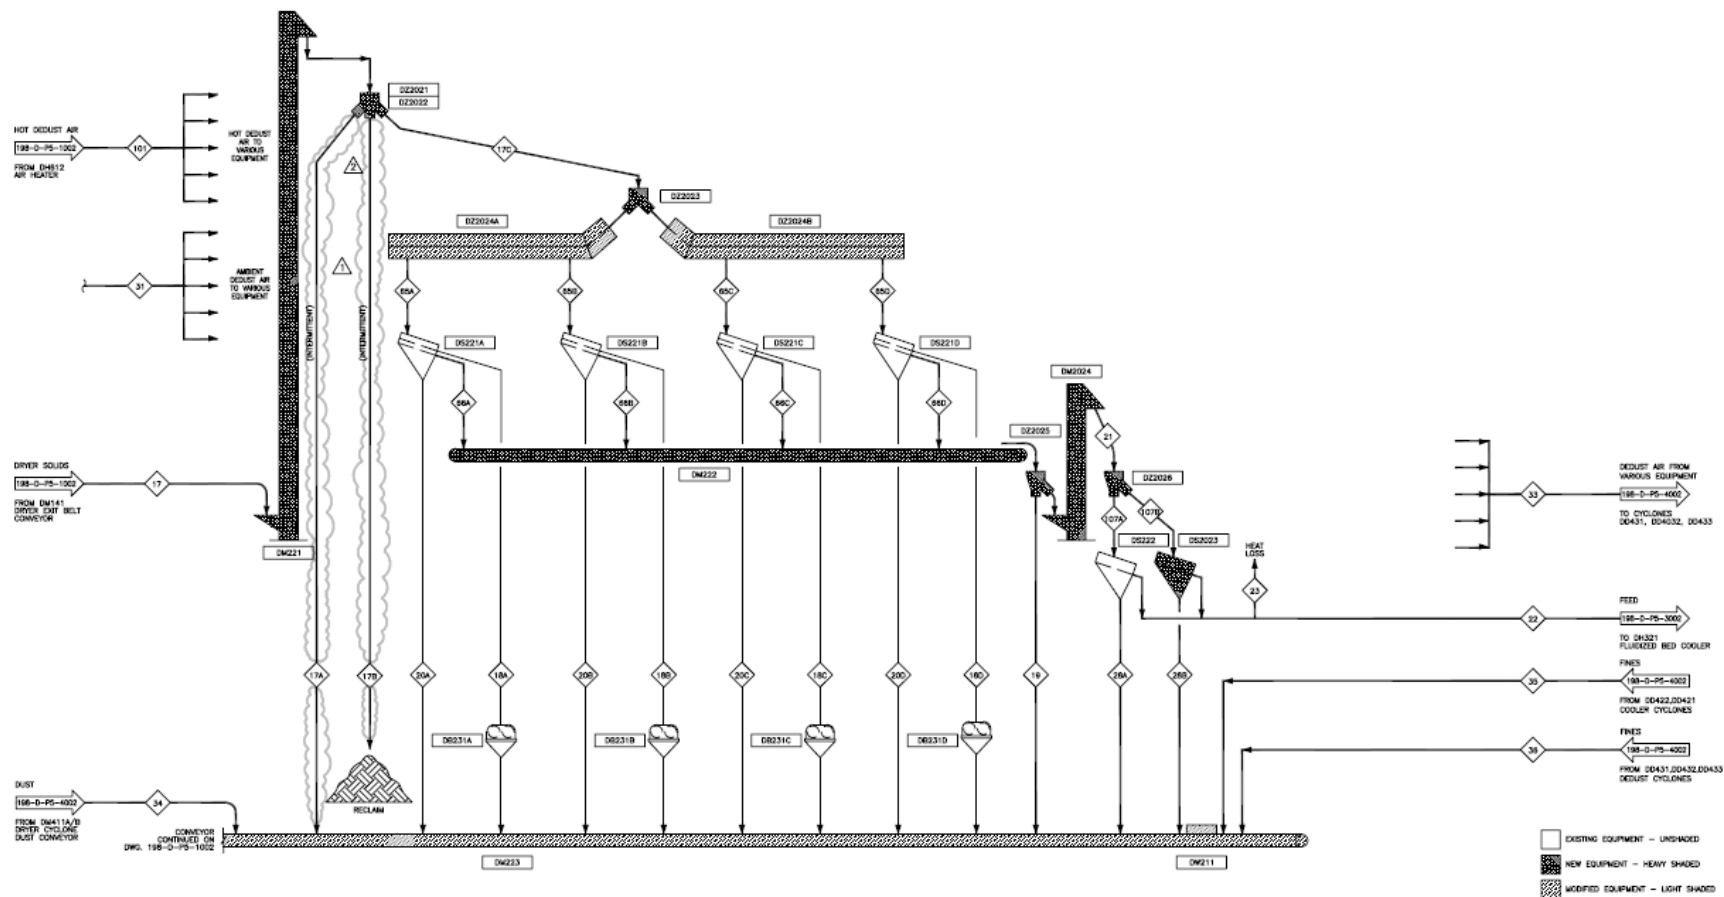 DZ2021
DZ2022
HOT DEDUST AIR
198-D-P5-1002
101
FROM DH612
AIR HEATER
HOT DEDUST
AIR TO
VARIOUS
EQUIPMENT
2
17C
DZ2023
DZ2024A
DZ2024B
1
31
AMBIENT
DEDUST AIR
TO VARIOUS
EQUIPMENT
65A
65B
65C
65D
(INTERMITTENT)
(INTERMITTENT)
DS221A
DS221B
DS221C
DS221D
DM2024
66A
66B
66C
66D
DZ2025
21
DM222
DZ2026
DRYER SOLIDS
198-D-P5-1002
17
FROM DM141
DRYER EXIT BELT
CONVEYOR
DM221
107A
107B
DS222
DS2023
HEAT
LOSS
23
DEDUST AIR FROM
VARIOUS EQUIPMENT
198-D-P5-4002
33
TO CYCLONES
DD431, DD4032, DD433
FEED
198-D-P5-3002
22
TO DH321
FLUIDIZED BED COOLER
17A
17B
20A
18A
20B
18B
20C
18C
20D
18D
19
28A
28B
FINES
198-D-P5-4002
35
FROM DD422,DD421
COOLER CYCLONES
DB231A
DB231B
DB231C
DB231D
FINES
198-D-P5-4002
36
FROM DD431,DD432,DD433
DEDUST CYCLONES
RECLAIM
DUST
198-D-P5-4002
34
FROM DM411A/B
DRYER CYCLONE
DUST CONVEYOR
CONVEYOR
CONTINUED ON
DWG. 198-D-P5-1002
DM223
DW211
EXISTING EQUIPMENT - UNSHADED
NEW EQUIPMENT - HEAVY SHADED
MODIFIED EQUIPMENT - LIGHT SHADED